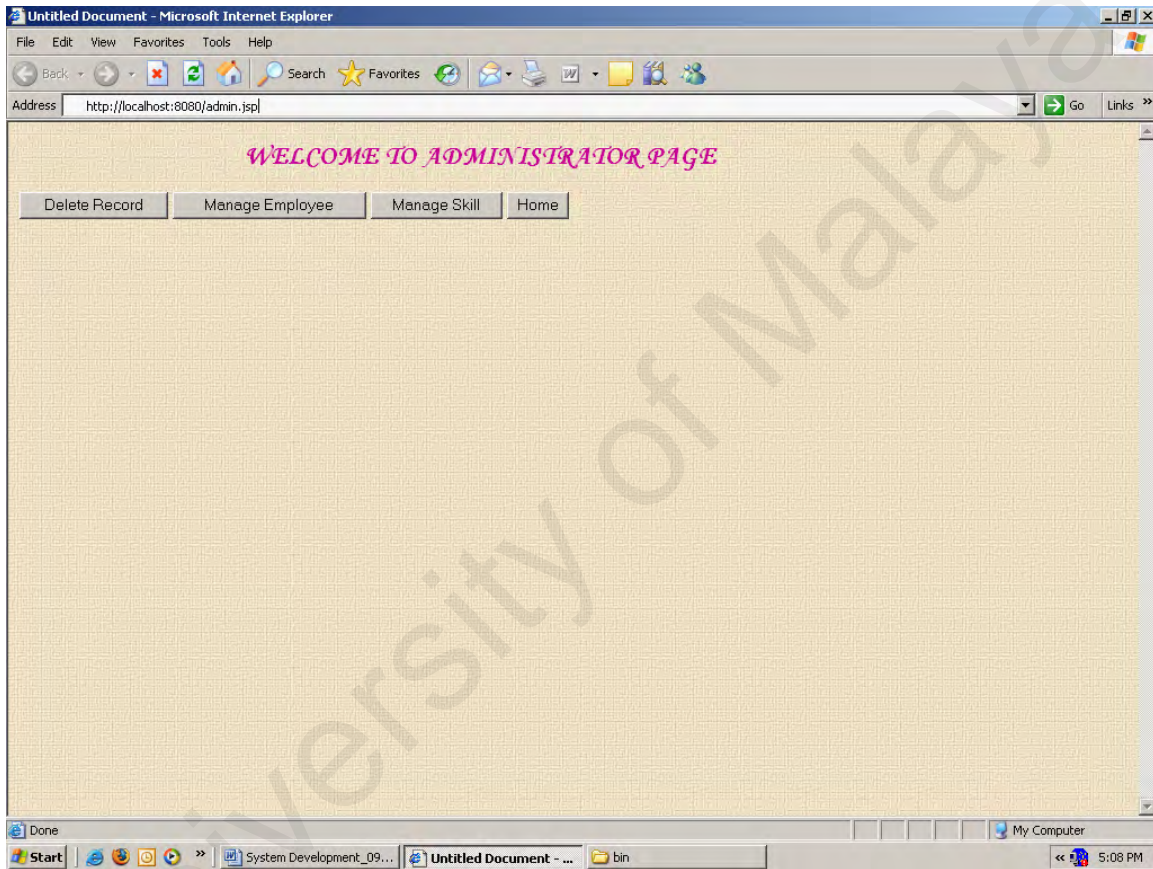 Untitled Document - Microsoft Internet Explorer
File Edit View Favorites Tools Help
Back Search Favorites
Address http://localhost:8080/admin.jsp Go Links »
WELCOME TO ADMINISTRATOR PAGE
Delete Record Manage Employee Manage Skill Home
versity of Malaya
Done My Computer
Start » System Development_09... Untitled Document - ... bin « 5:08 PM